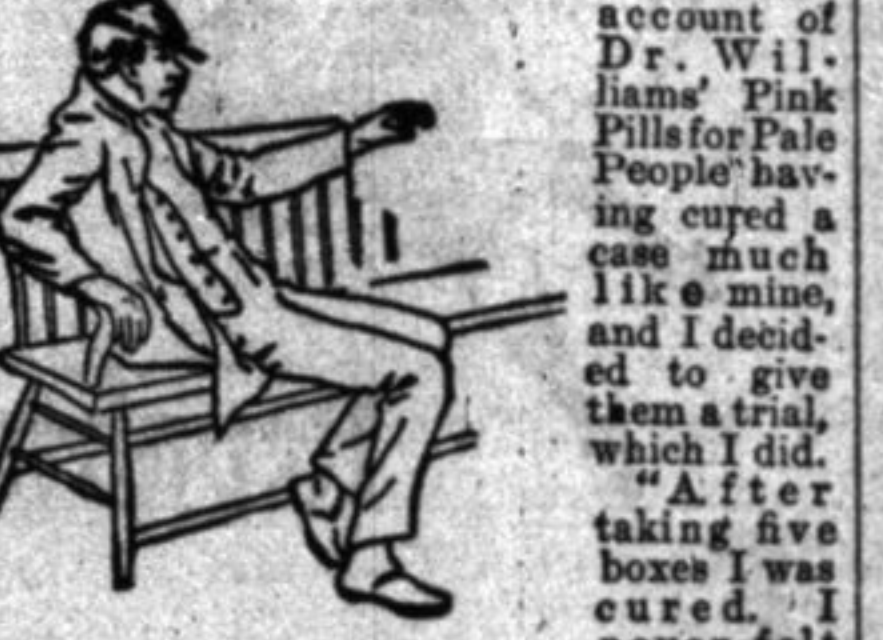 account of
Dr. Wil-
liams' Pink
Pills for Pale
People" hav-
ing cured a
case much
like mine,
and I decid-
ed to give
them a trial,
which I did.
"After
taking five
boxes I was
cured. I